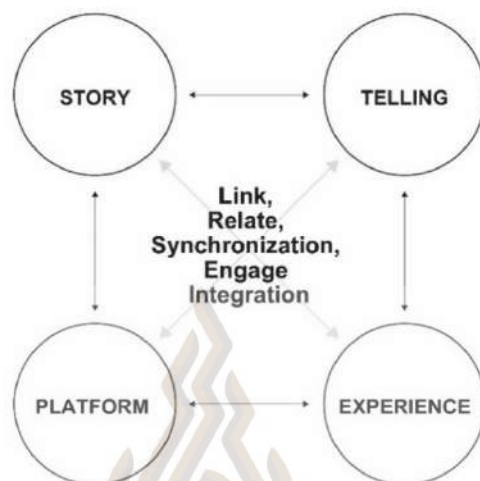 STORY
TELLING
Link,
Relate,
Synchronization,
Engage
Integration
PLATFORM
EXPERIENCE